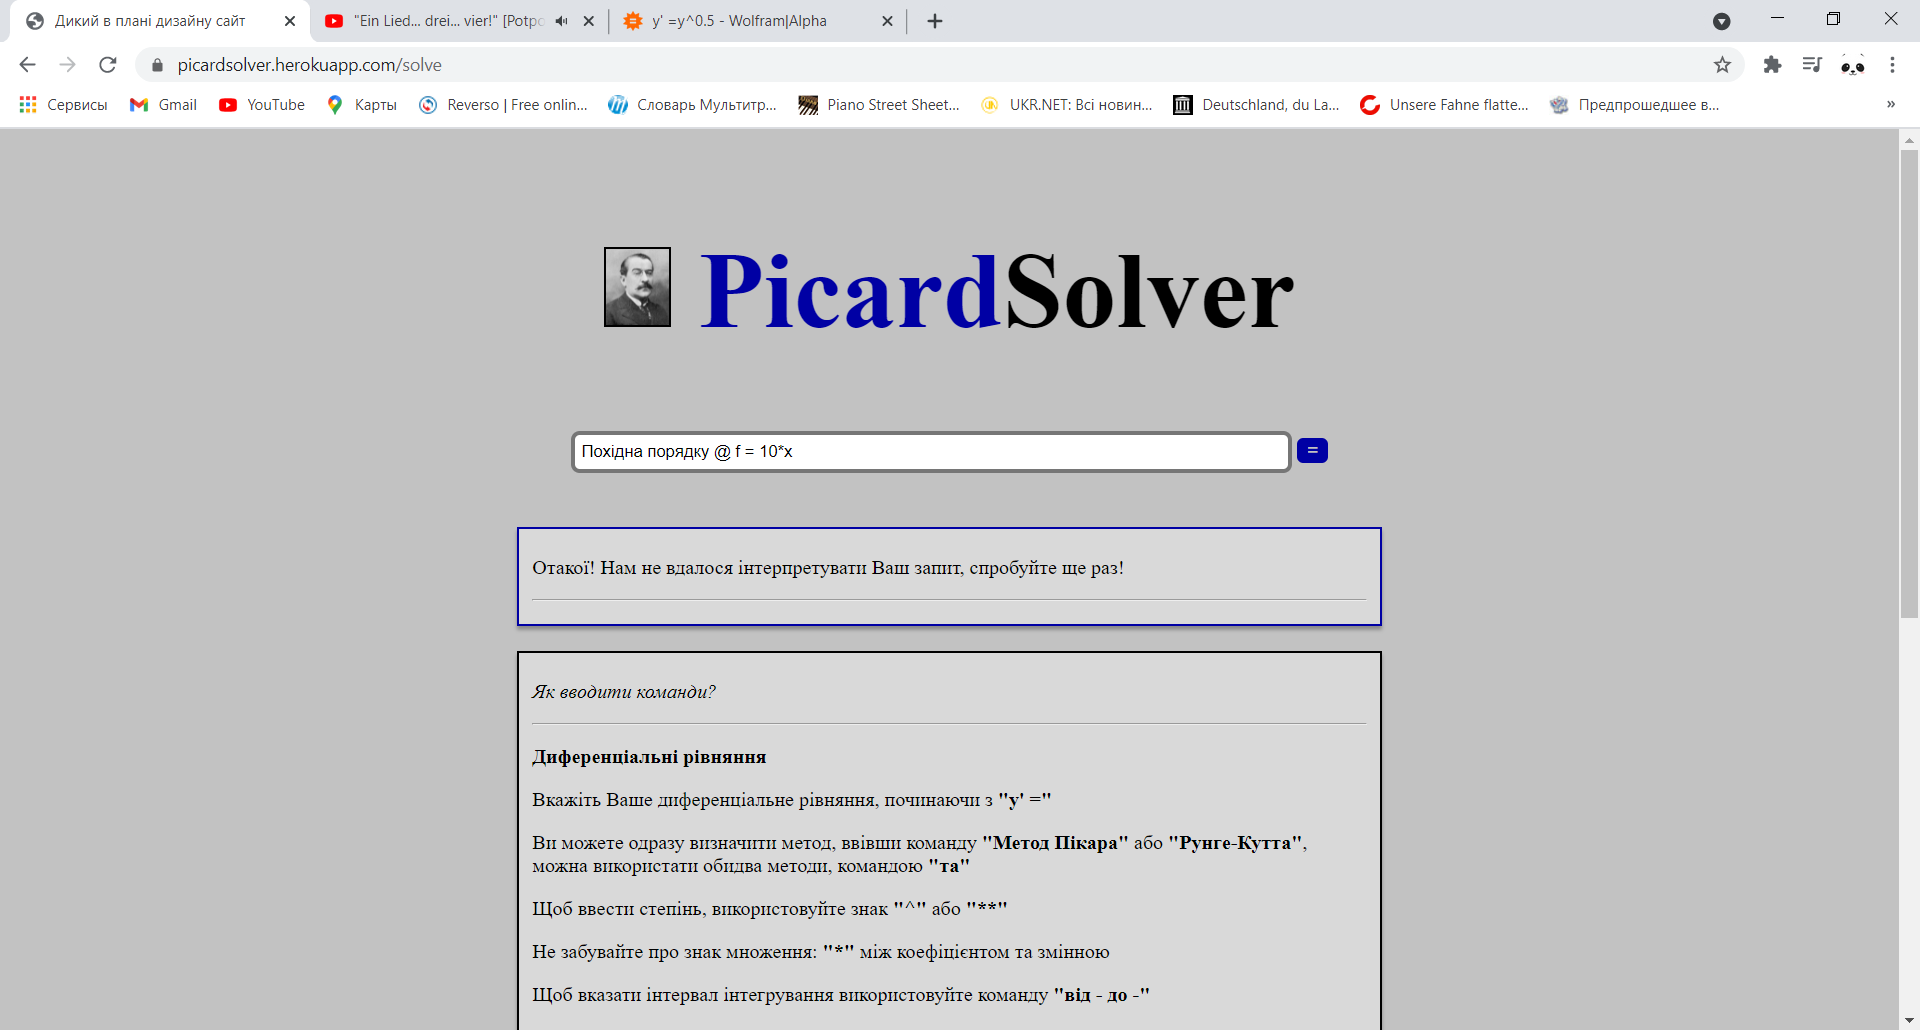 Дикий в плані дизайну сайт
"Ein Lied... drei... vier!" [Potpo
y' =y^0.5 - Wolfram|Alpha
picardsolver.herokuapp.com/solve
Сервисы
Gmail
YouTube
Карты
Reverso | Free onlin...
Словарь Мультитр...
Piano Street Sheet...
UKR.NET: Всі новин...
Deutschland, du La...
Unsere Fahne flatte...
Предпрошедшее в...
»
PicardSolver
Похідна порядку @ f = 10*x
=
Отакої! Нам не вдалося інтерпретувати Ваш запит, спробуйте ще раз!
Як вводити команди?
Диференціальні рівняння
Вкажіть Ваше диференціальне рівняння, починаючи з "y' ="
Ви можете одразу визначити метод, ввівши команду "Метод Пікара" або "Рунге-Кутта",
можна використати обидва методи, командою "та"
Щоб ввести степінь, використовуйте знак "^" або "**"
Не забувайте про знак множення: "*" між коефіцієнтом та змінною
Щоб вказати інтервал інтегрування використовуйте команду "від - до -"